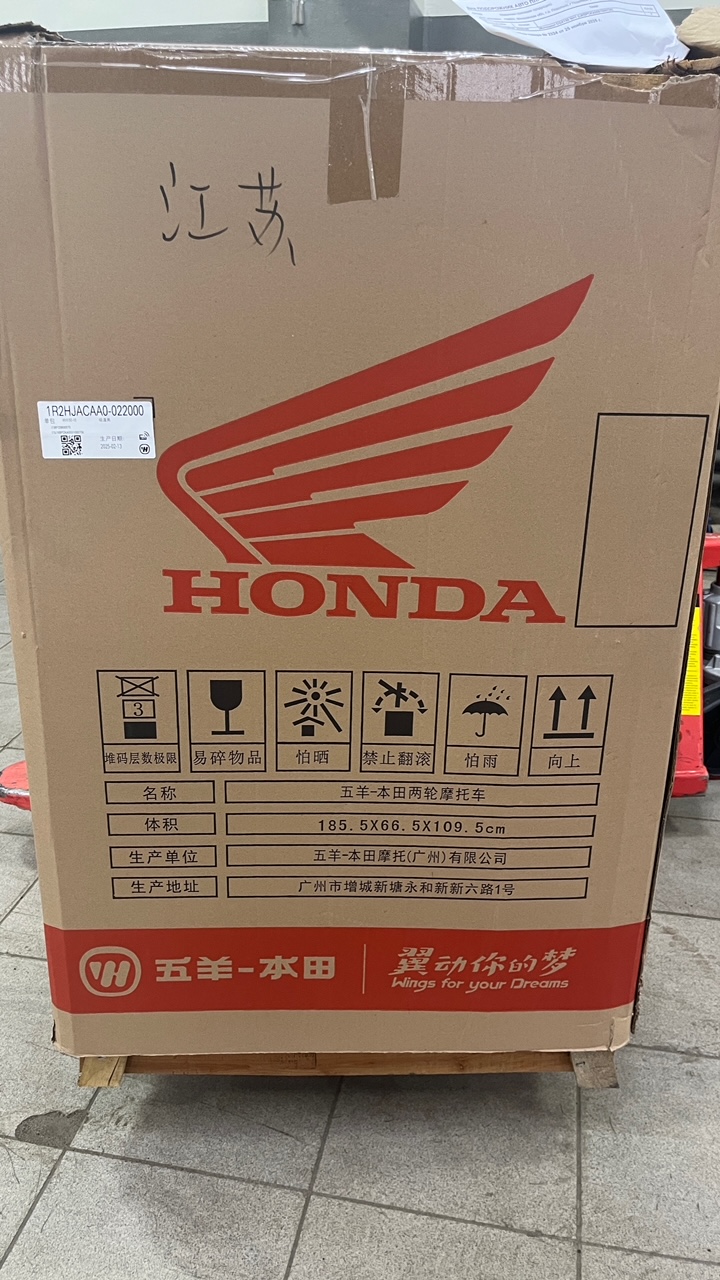 江苏
1R2HJACAA0-022000
生产日期:
2025-02-13
HONDA
3
堆码层数极限 易碎物品 怕晒 禁止翻滚 怕雨 向上
名称 五羊-本田两轮摩托车
体积 185.5X66.5X109.5cm
生产单位 五羊-本田摩托(广州)有限公司
生产地址 广州市增城新塘永和新新六路1号
五羊-本田 翼动你的梦
Wings for your Dreams